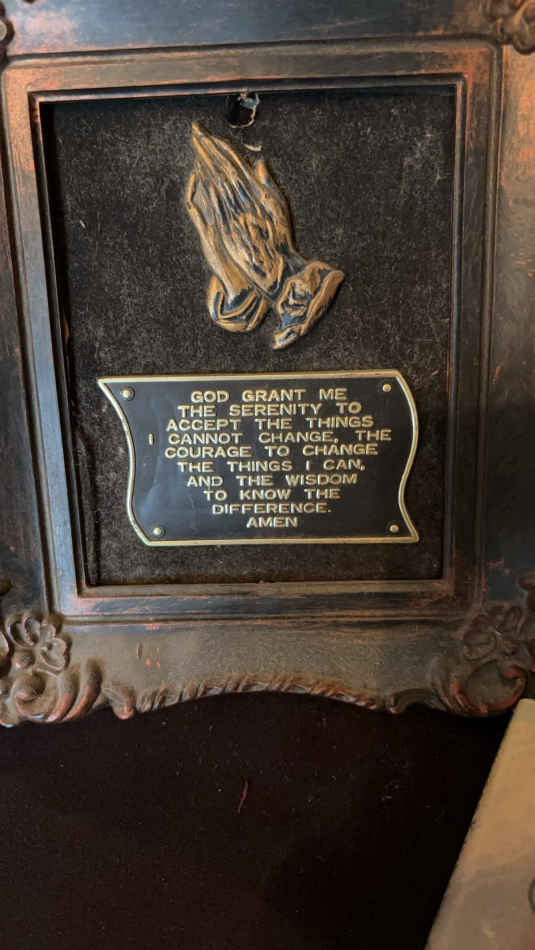 GOD GRANT ME
THE SERENITY TO
ACCEPT THE THINGS
I CANNOT CHANGE, THE
COURAGE TO CHANGE
THE THINGS I CAN,
AND THE WISDOM
TO KNOW THE
DIFFERENCE.
AMEN